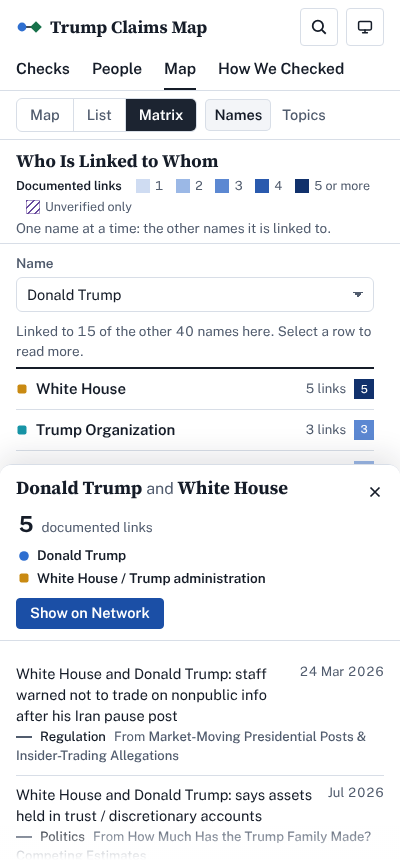 Trump Claims Map
Checks People Map How We Checked
Map List Matrix Names Topics
Who Is Linked to Whom
Documented links 1 2 3 4 5 or more
Unverified only
One name at a time: the other names it is linked to.
Name
Donald Trump
Linked to 15 of the other 40 names here. Select a row to
read more.
White House 5 links 5
Trump Organization 3 links 3
Donald Trump and White House
5 documented links
Donald Trump
White House / Trump administration
Show on Network
White House and Donald Trump: staff 24 Mar 2026
warned not to trade on nonpublic info
after his Iran pause post
Regulation From Market-Moving Presidential Posts &
Insider-Trading Allegations
White House and Donald Trump: says assets Jul 2026
held in trust / discretionary accounts
Politics From How Much Has the Trump Family Made?
Competing Estimates